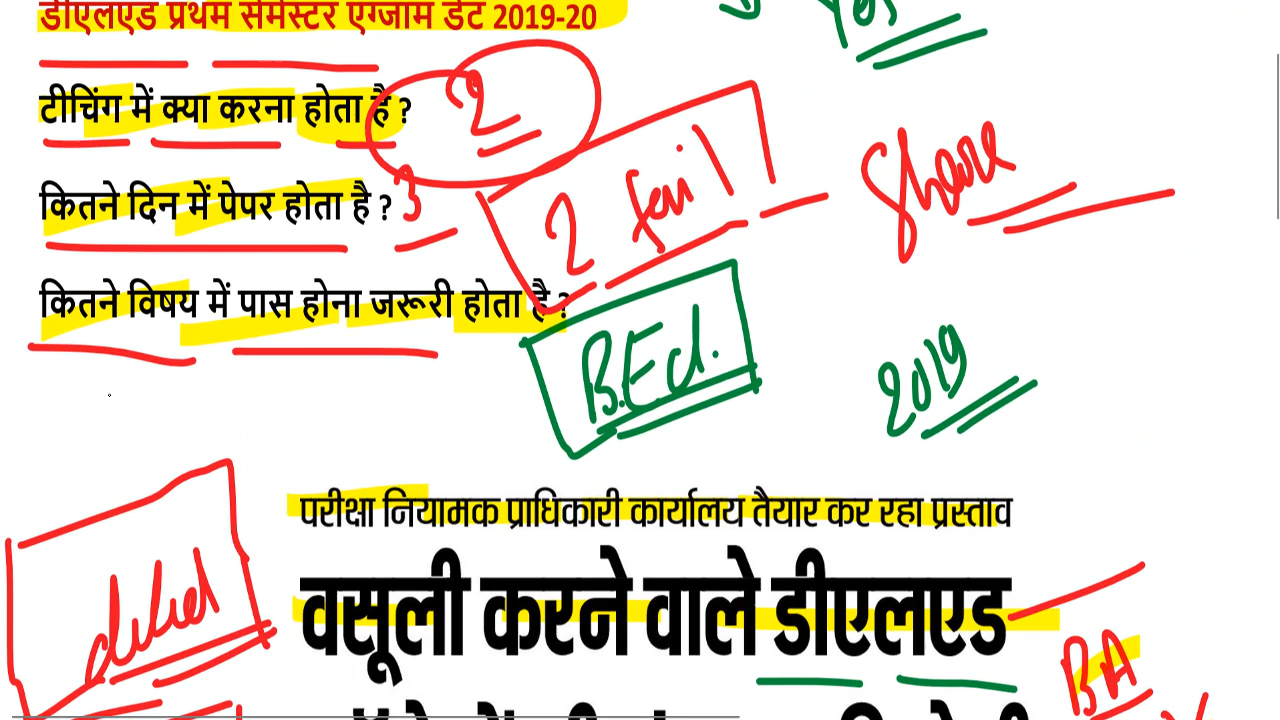 डीएलएड प्रथम सेमेस्टर एग्जाम डेट 2019-20
टीचिंग में क्या करना होता है ? 2
कितने दिन में पेपर होता है ? 3
2 fail
Share
कितने विषय में पास होना जरूरी होता है ?
B.Ed.
2019
परीक्षा नियामक प्राधिकारी कार्यालय तैयार कर रहा प्रस्ताव
वसूली करने वाले डीएलएड
BA